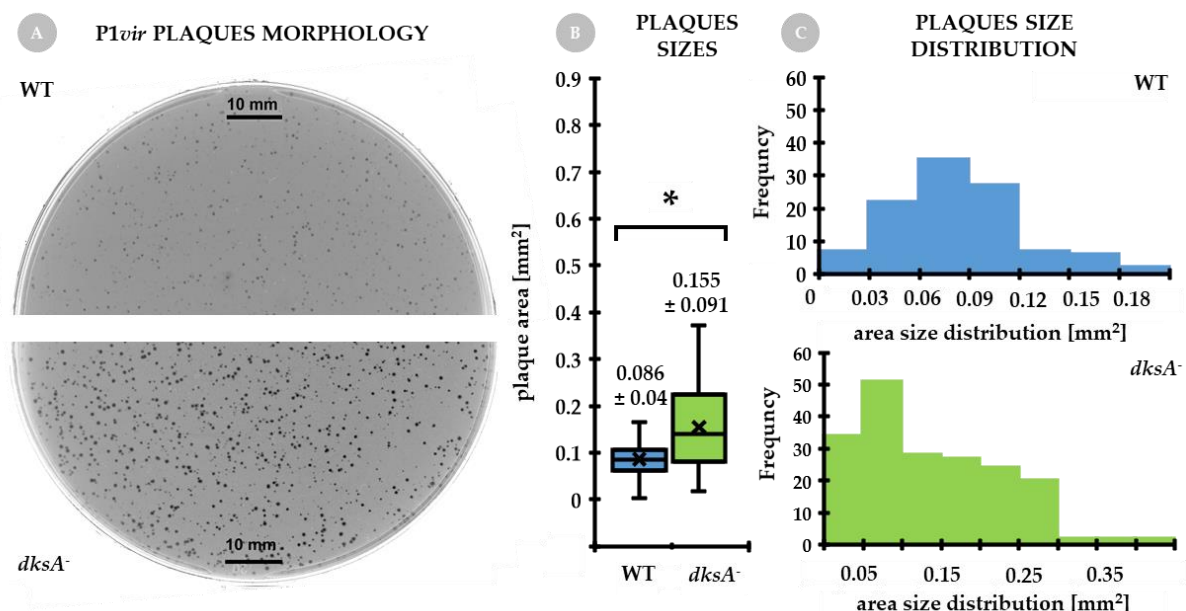 A
P1vir PLAQUES MORPHOLOGY
WT
10 mm
10 mm
dksA-
B
PLAQUES
SIZES
plaque area [mm²]
0.9
0.8
0.7
0.6
0.5
0.4
0.3
0.2
0.1
0
*
0.086
± 0.04
0.155
± 0.091
WT dksA-
C
PLAQUES SIZE
DISTRIBUTION
WT
Frequncy
60
50
40
30
20
10
0
0 0.03 0.06 0.09 0.12 0.15 0.18
area size distribution [mm²]
dksA-
Frequncy
60
50
40
30
20
10
0
0.05 0.15 0.25 0.35
area size distribution [mm²]